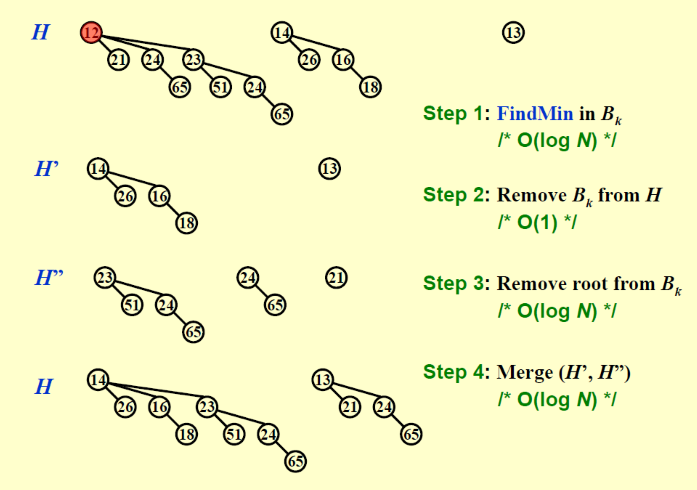 H 12 14 13
21 24 23 26 16
65 51 24 18
65
Step 1: FindMin in Bk
/* O(log N) */
H’ 14 13
26 16
18
Step 2: Remove Bk from H
/* O(1) */
H” 23 24 21
51 24 65
65
Step 3: Remove root from Bk
/* O(log N) */
H 14 13
26 16 23 21 24
18 51 24 65
65
Step 4: Merge (H’, H”)
/* O(log N) */